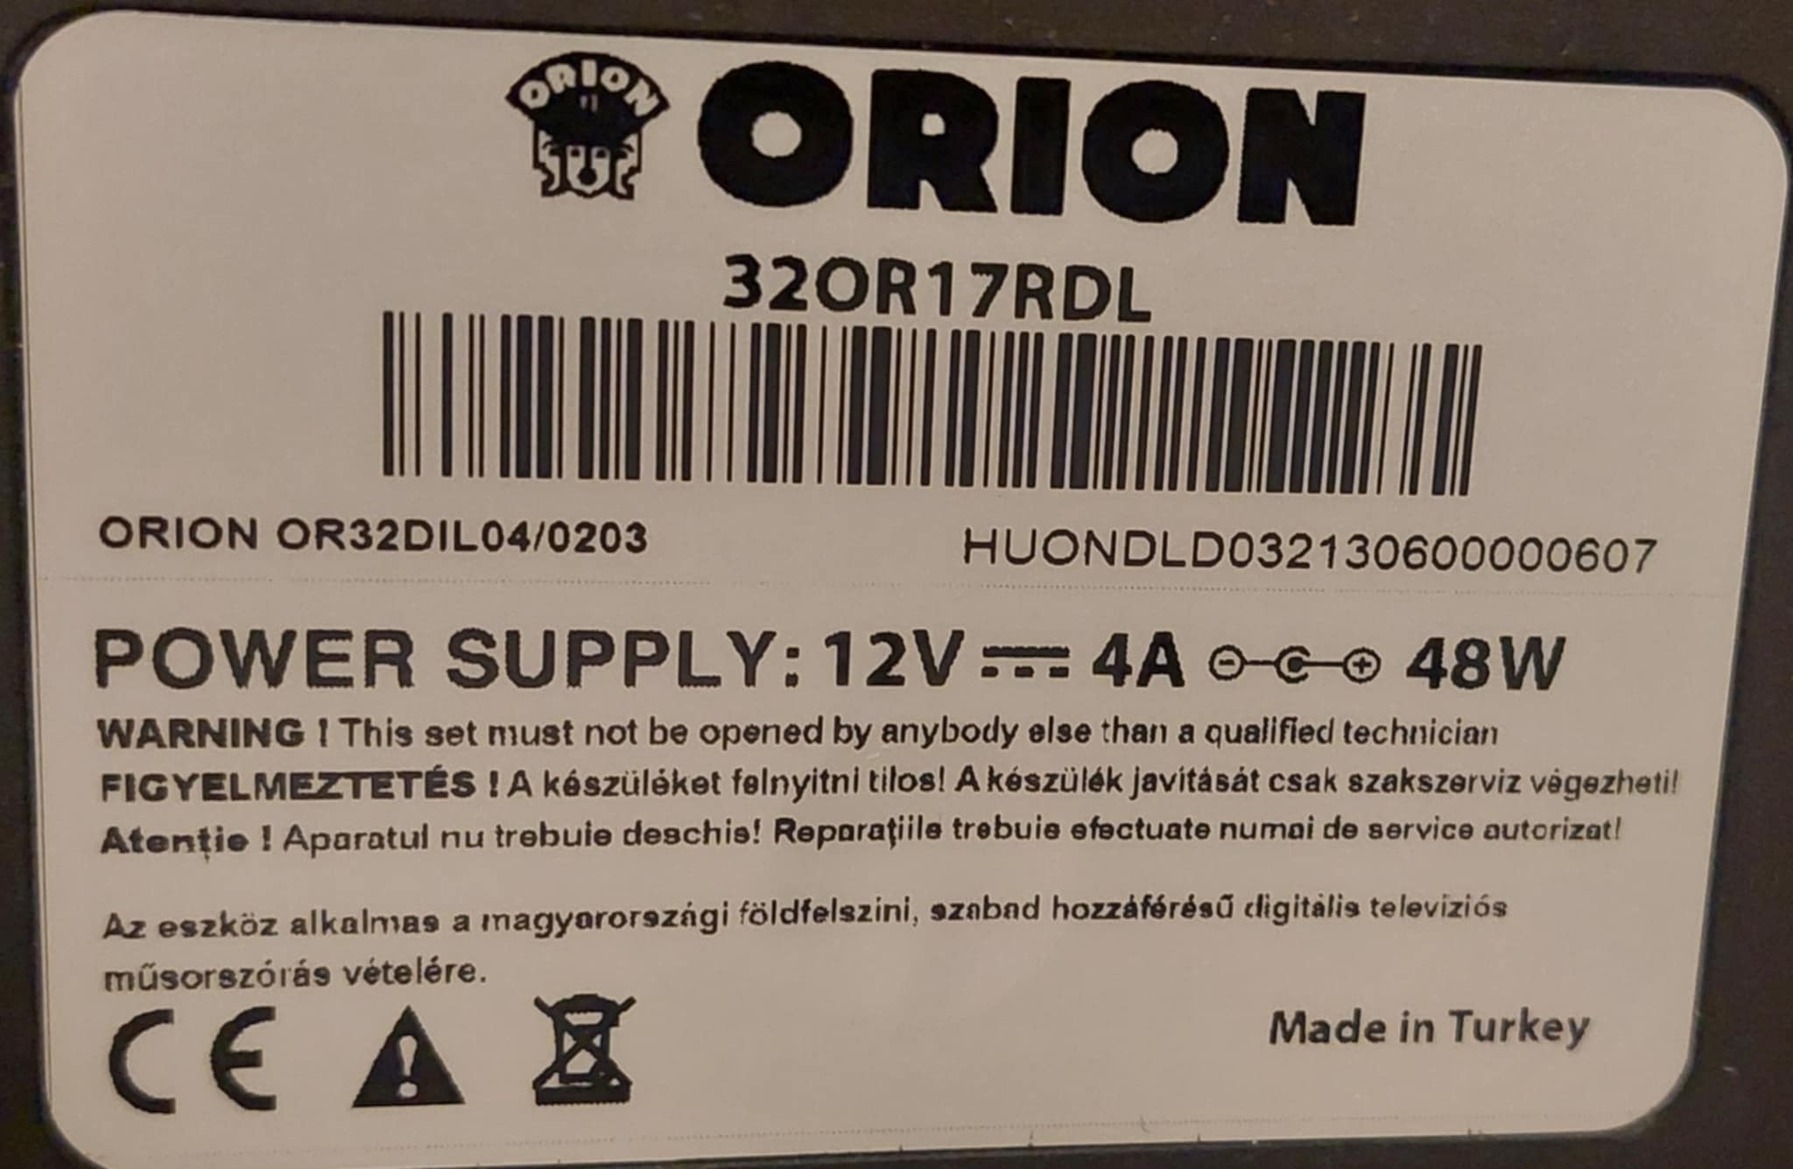 ORION
ORION
32OR17RDL
ORION OR32DIL04/0203
HUONDLD032130600000607
POWER SUPPLY: 12V ⎓ 4A 48W
WARNING ! This set must not be opened by anybody else than a qualified technician
FIGYELMEZTETÉS ! A készüléket felnyitni tilos! A készülék javítását csak szakszerviz végezheti!
Atenție ! Aparatul nu trebuie deschis! Reparațiile trebuie efectuate numai de service autorizat!
Az eszköz alkalmas a magyarországi földfelszíni, szabad hozzáférésű digitális televíziós
műsorszórás vételére.
CE
Made in Turkey